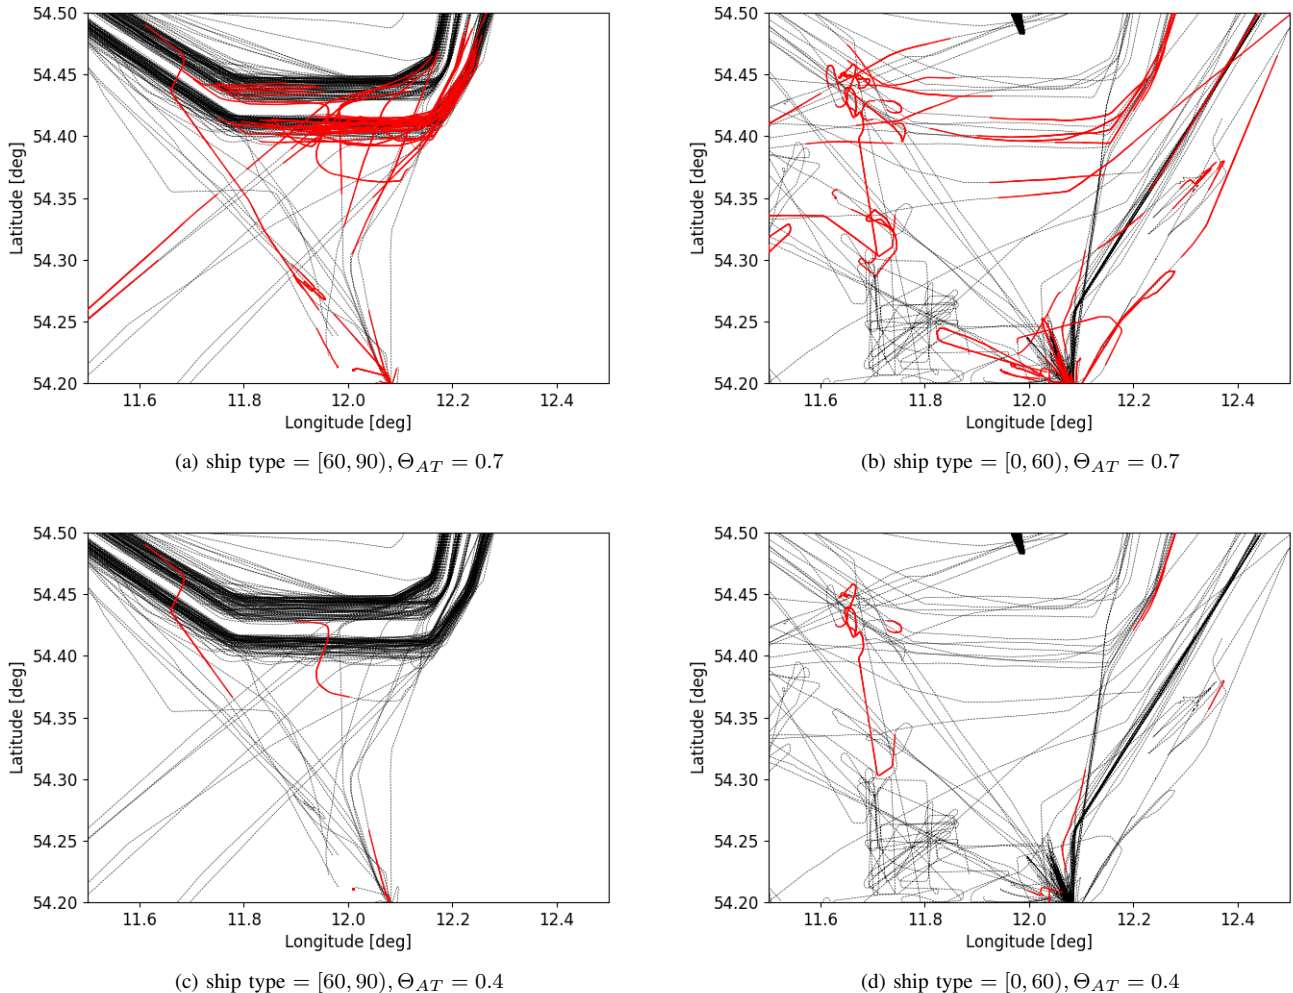 54.50
54.45
54.40
54.35
54.30
54.25
54.20
Latitude [deg]
11.6 11.8 12.0 12.2 12.4
Longitude [deg]
(a) ship type = [60, 90), Θ_AT = 0.7
54.50
54.45
54.40
54.35
54.30
54.25
54.20
Latitude [deg]
11.6 11.8 12.0 12.2 12.4
Longitude [deg]
(b) ship type = [0, 60), Θ_AT = 0.7
54.50
54.45
54.40
54.35
54.30
54.25
54.20
Latitude [deg]
11.6 11.8 12.0 12.2 12.4
Longitude [deg]
(c) ship type = [60, 90), Θ_AT = 0.4
54.50
54.45
54.40
54.35
54.30
54.25
54.20
Latitude [deg]
11.6 11.8 12.0 12.2 12.4
Longitude [deg]
(d) ship type = [0, 60), Θ_AT = 0.4